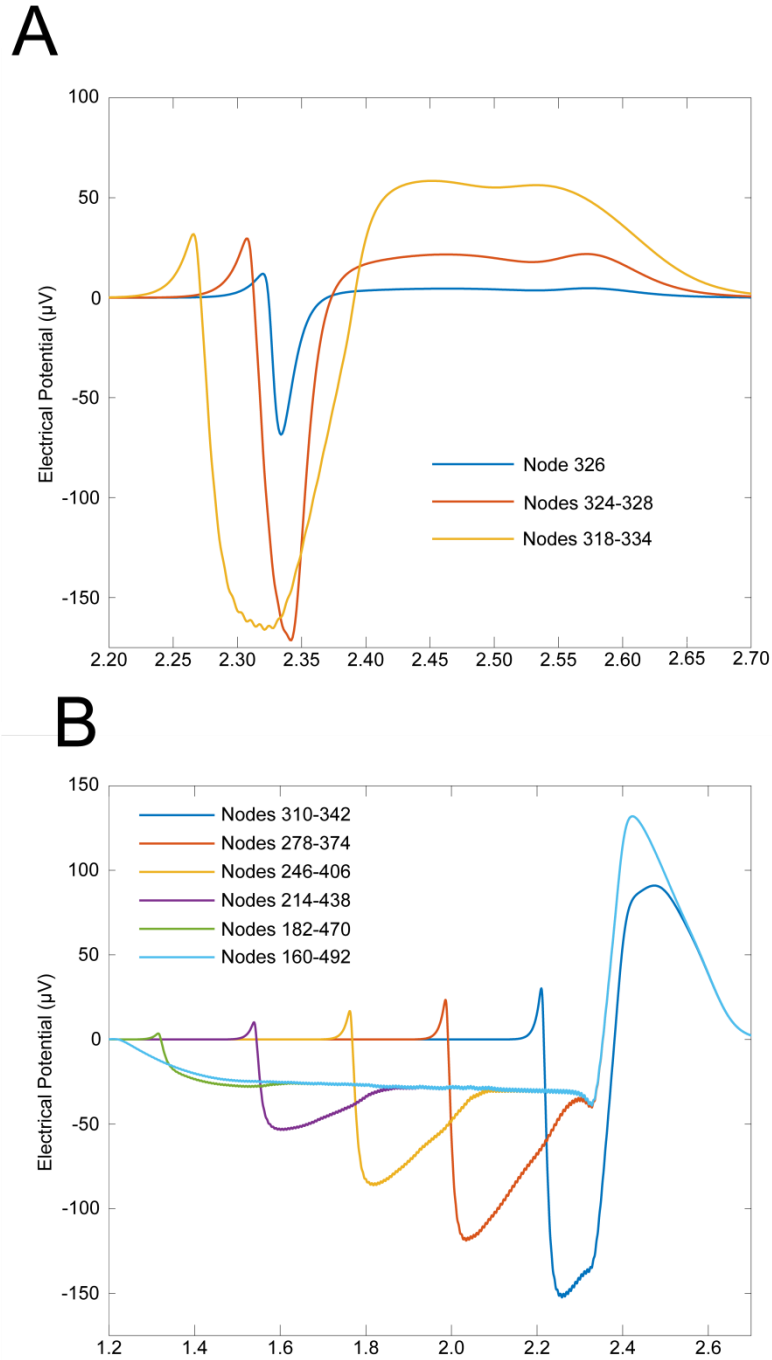 A
100
50
0
-50
-100
-150
Electrical Potential (µV)
Node 326
Nodes 324-328
Nodes 318-334
2.20 2.25 2.30 2.35 2.40 2.45 2.50 2.55 2.60 2.65 2.70
B
150
100
50
0
-50
-100
-150
Electrical Potential (µV)
Nodes 310-342
Nodes 278-374
Nodes 246-406
Nodes 214-438
Nodes 182-470
Nodes 160-492
1.2 1.4 1.6 1.8 2.0 2.2 2.4 2.6